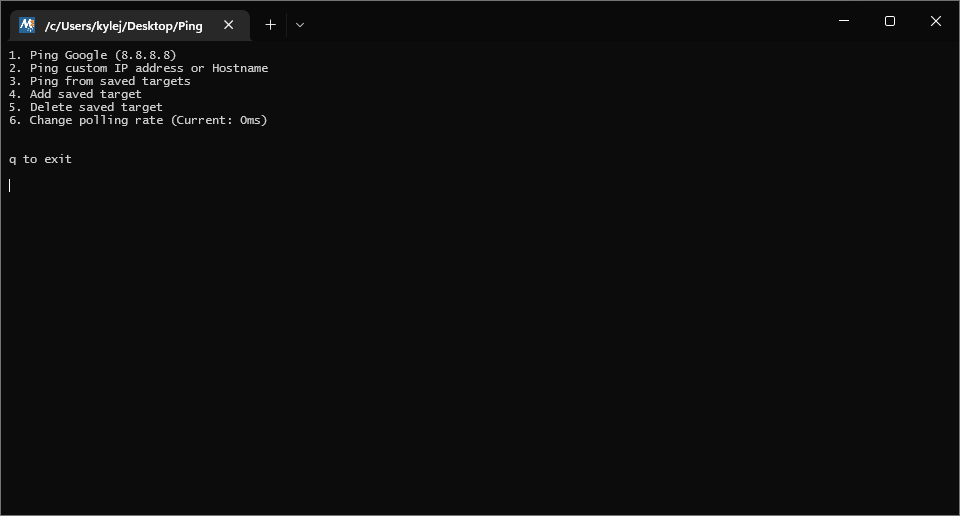 /c/Users/kylej/Desktop/Ping
1. Ping Google (8.8.8.8)
2. Ping custom IP address or Hostname
3. Ping from saved targets
4. Add saved target
5. Delete saved target
6. Change polling rate (Current: 0ms)
q to exit